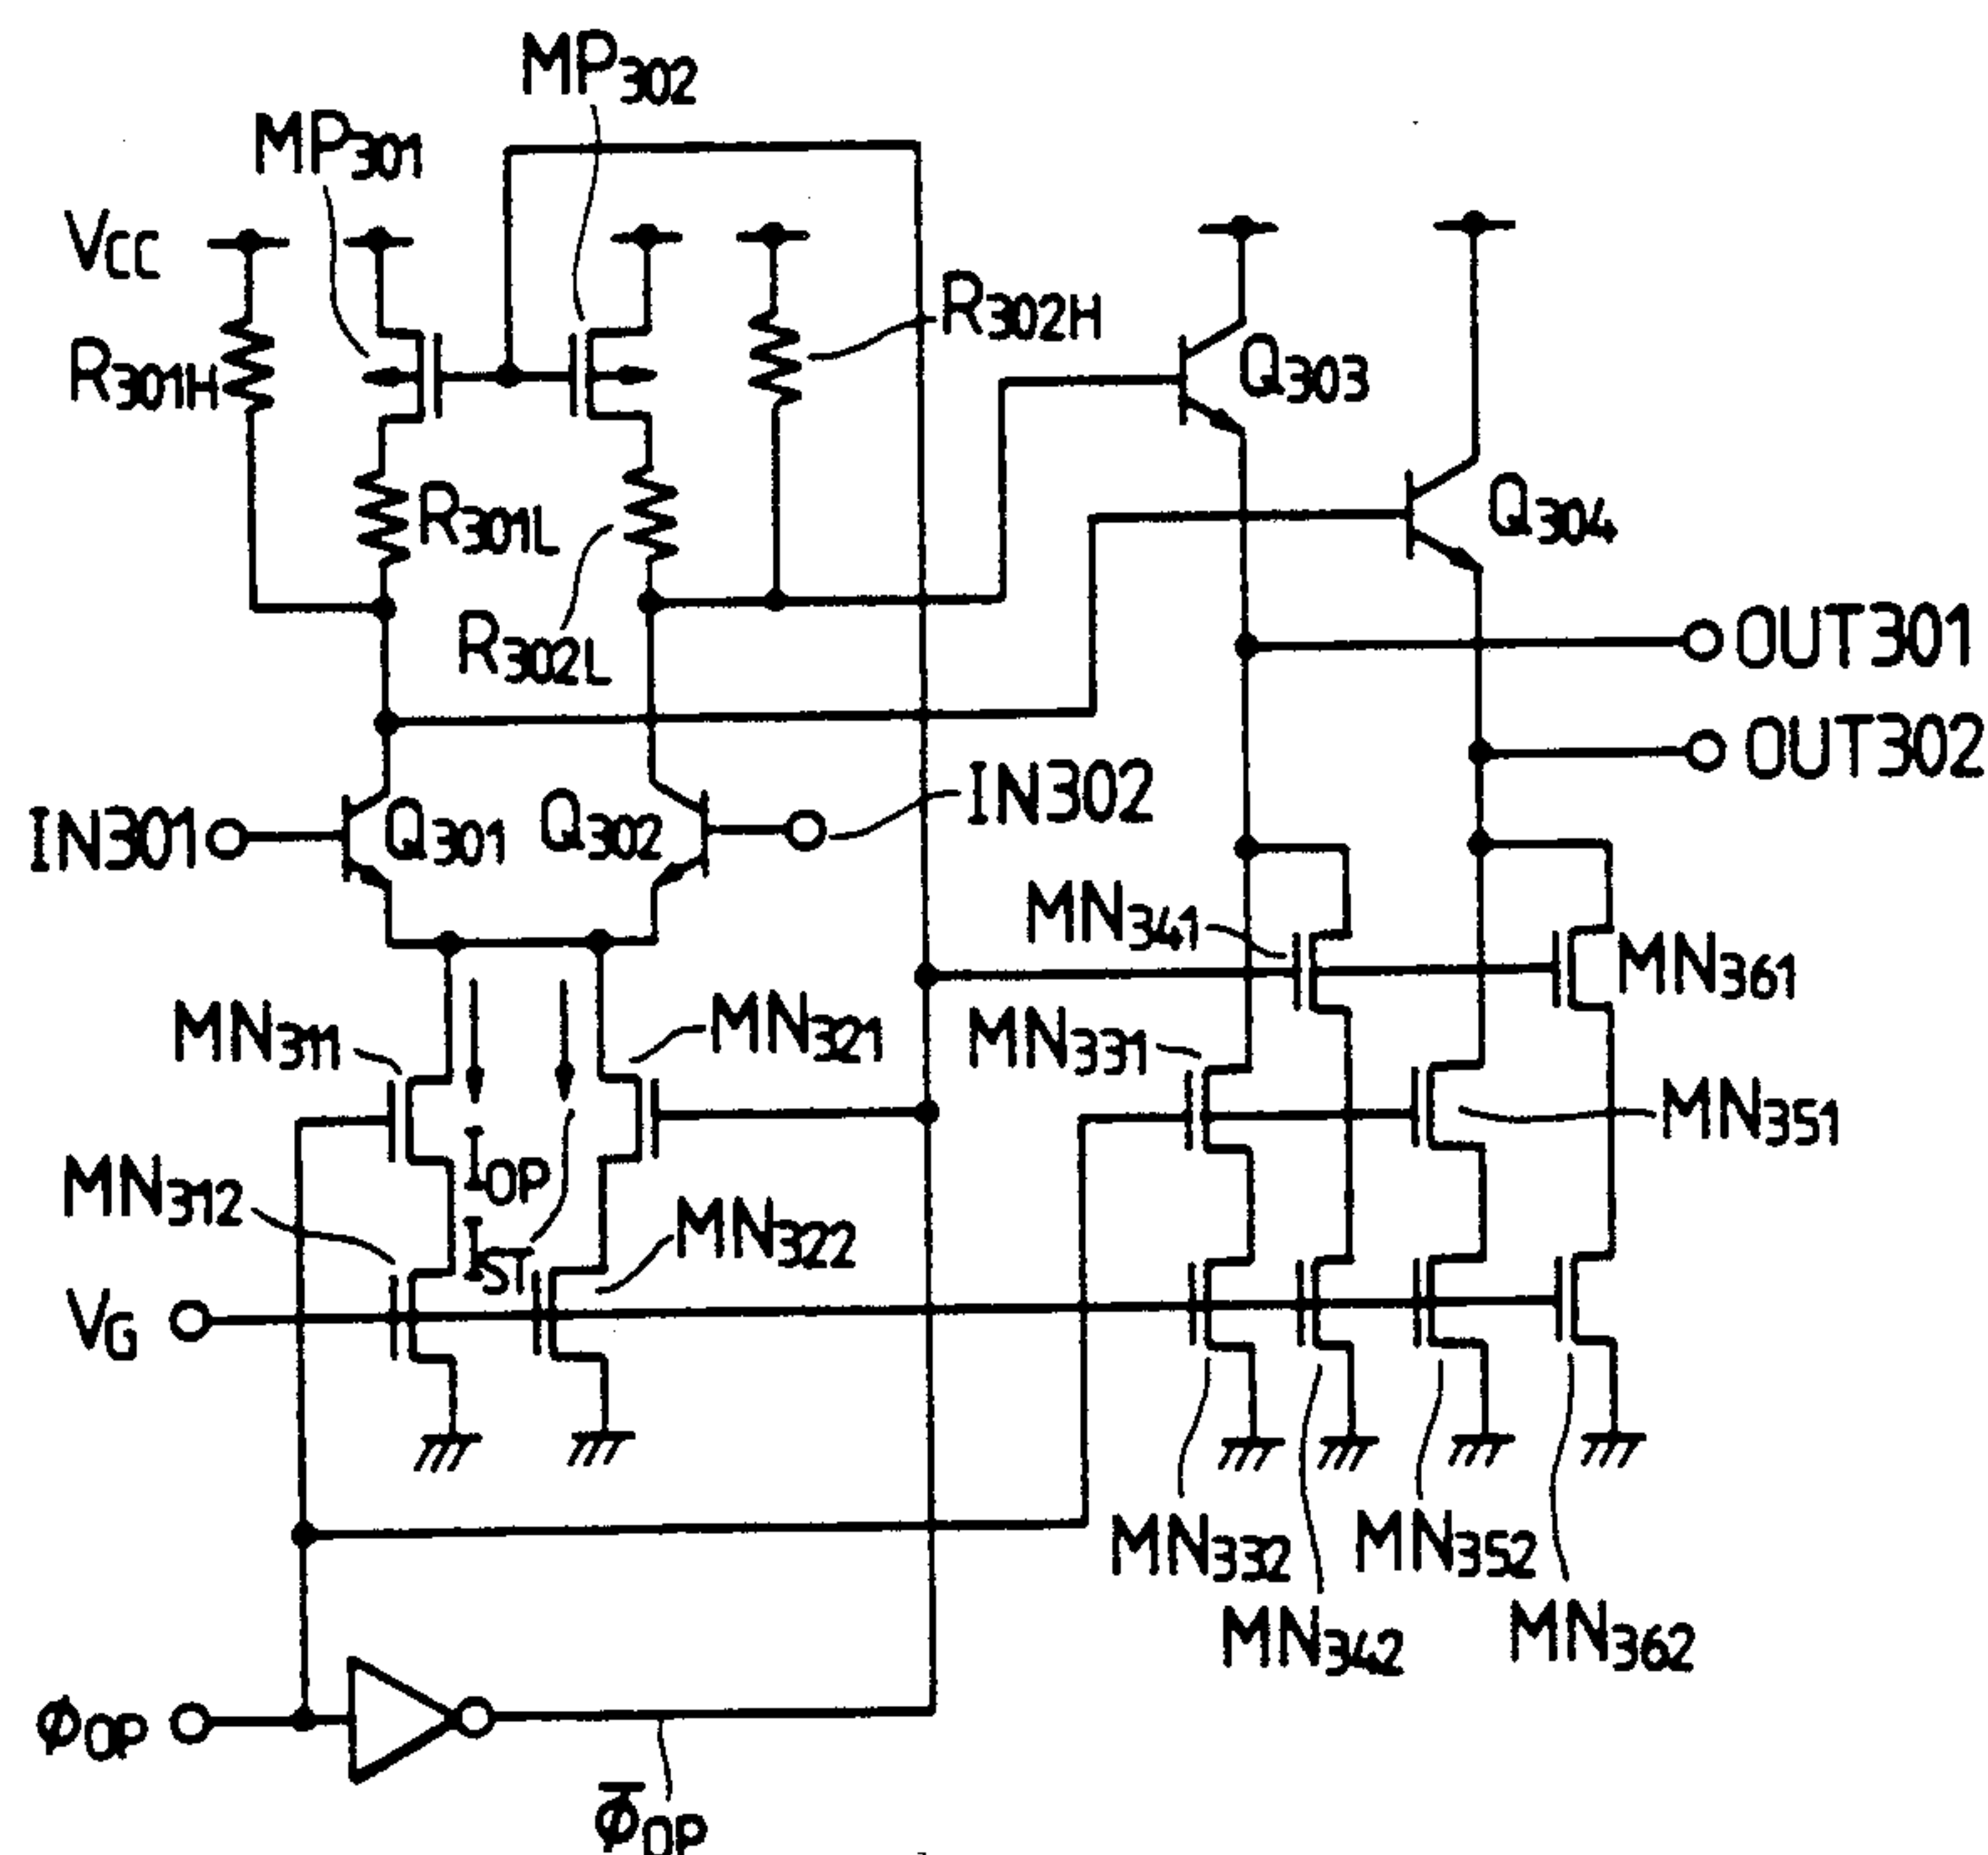 MP302
MP301
VCC
R302H
R301H
Q303
R301L
Q304
R302L
OUT301
OUT302
IN302
IN301
Q301
Q302
MN341
MN361
MN311
MN321
MN331
MN351
IOP
MN312
MN322
IST
VG
MN332
MN352
MN342
MN362
φOP
φ̅OP